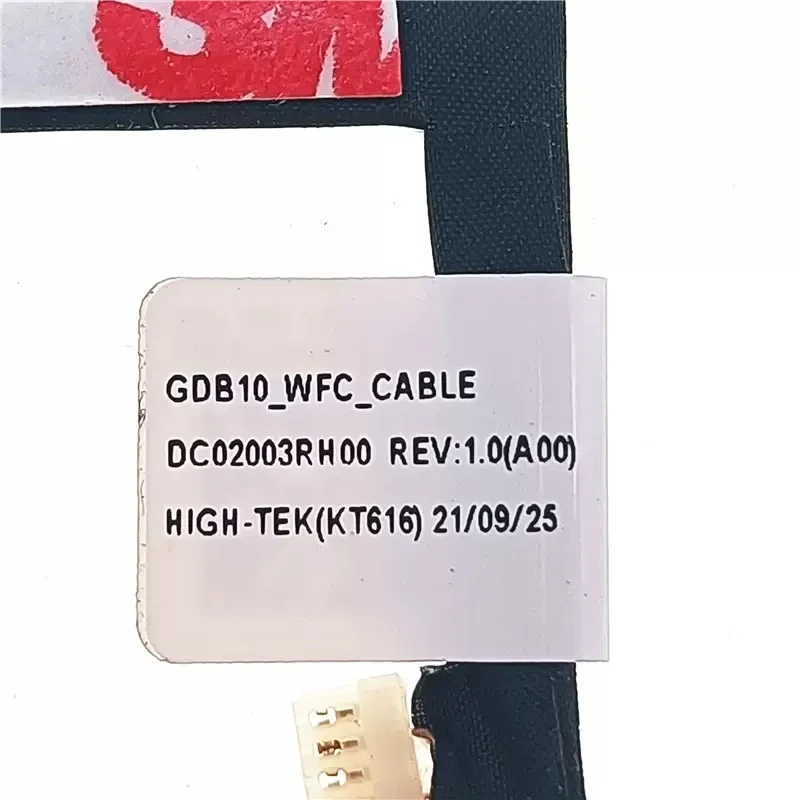 GDB10_WFC_CABLE
DC02003RH00 REV:1.0(A00)
HIGH-TEK(KT616) 21/09/25